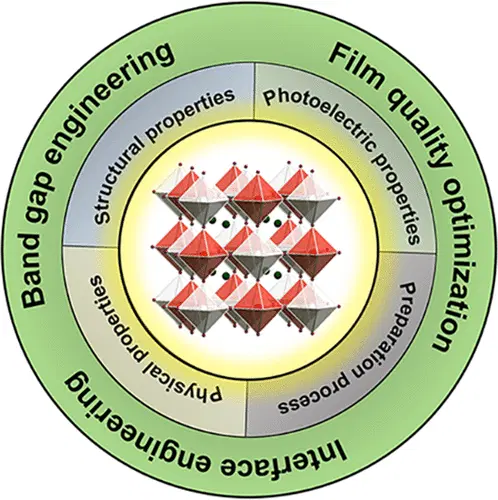 Band gap engineering
Film quality optimization
Interface engineering
Structural properties
Photoelectric properties
Preparation process
Physical properties